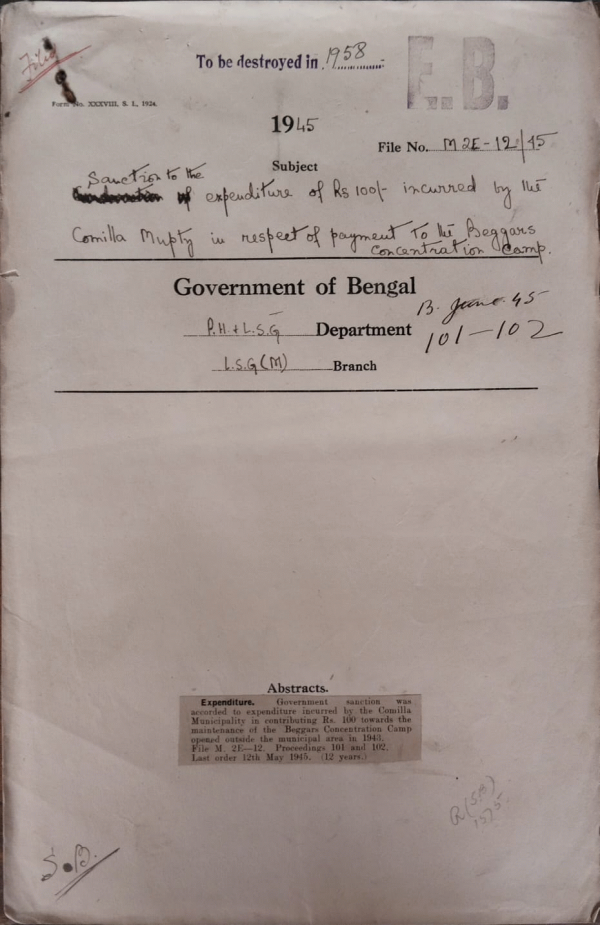 Filed
To be destroyed in 1958
E.B.
Form No. XXXVIII, S. I., 1924.
1945
File No. M 2E-12/45
Subject
Sanction to the
of expenditure of Rs 100/- incurred by the
Comilla Mupty in respect of payment to the Beggars
Concentration Camp.
Government of Bengal
B. June 45
P.H & L.S.G Department
101-102
L.S.G(M) Branch
Abstracts.
Expenditure. Government sanction was
accorded to expenditure incurred by the Comilla
Municipality in contributing Rs. 100 towards the
maintenance of the Beggars Concentration Camp
opened outside the municipal area in 1943.
File M. 2E—12. Proceedings 101 and 102.
Last order 12th May 1945. (12 years.)
S.B.